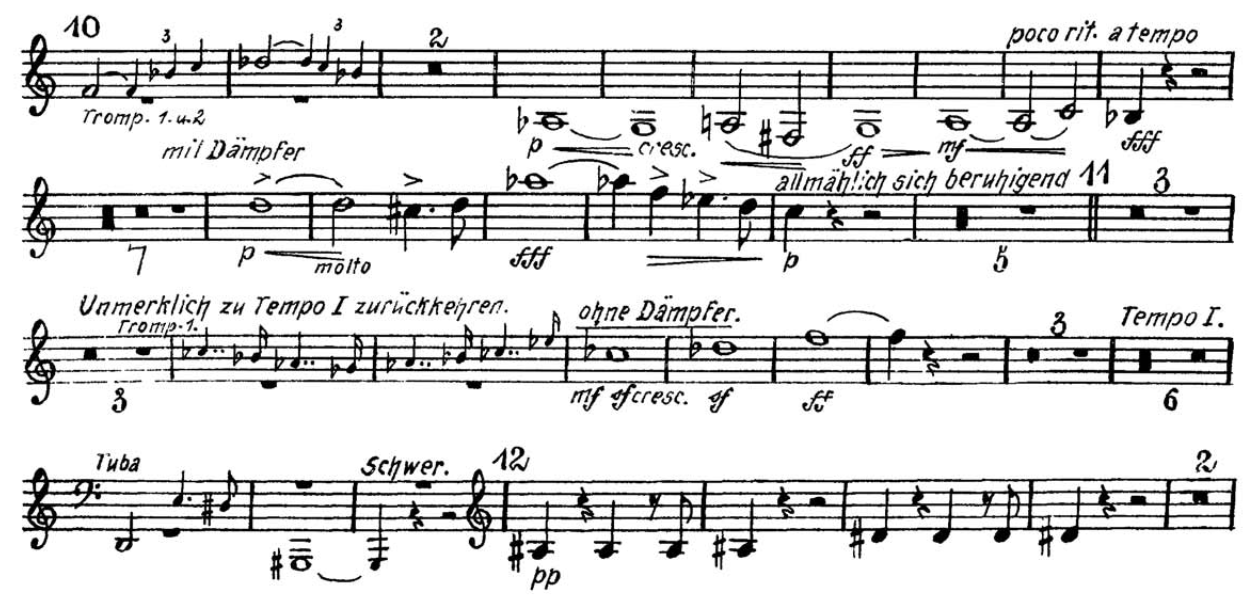 10 3 3 2 poco rit. a tempo
Tromp. 1. u. 2 p cresc. ff mf fff
mit Dämpfer allmählich sich beruhigend 11 3
7 p molto fff p 5
Unmerklich zu Tempo I zurückkehren. ohne Dämpfer. 3 Tempo I.
Tromp. 1.
3 mf sf cresc. sf ff 6
Tuba Schwer. 12 2
pp